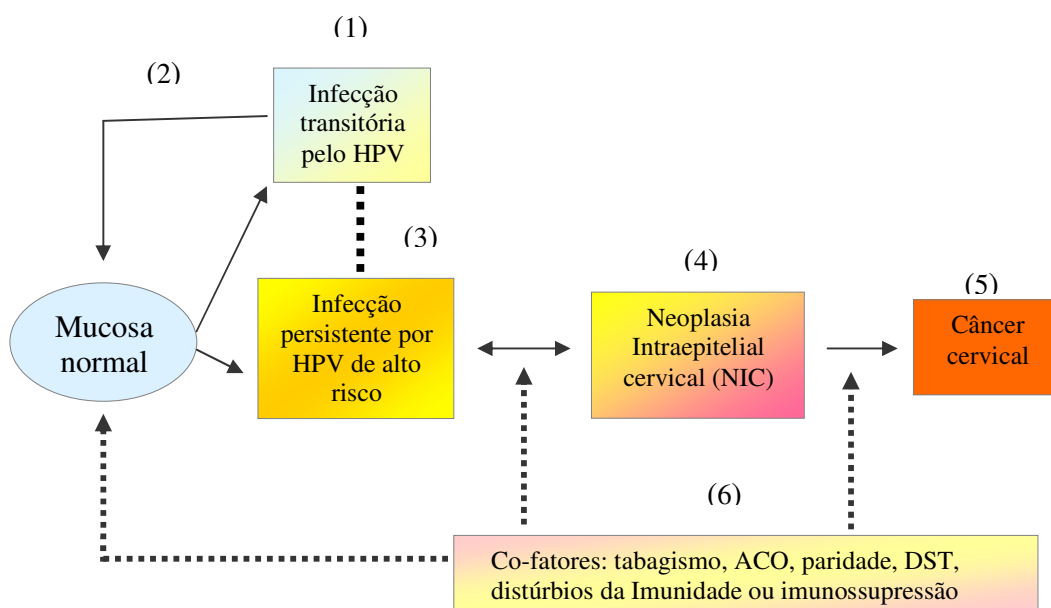 (1)
(2)
Infecção
transitória
pelo HPV
(3)
(4)
(5)
Mucosa
normal
Infecção
persistente por
HPV de alto
risco
Neoplasia
Intraepitelial
cervical (NIC)
Câncer
cervical
(6)
Co-fatores: tabagismo, ACO, paridade, DST,
distúrbios da Imunidade ou imunossupressão